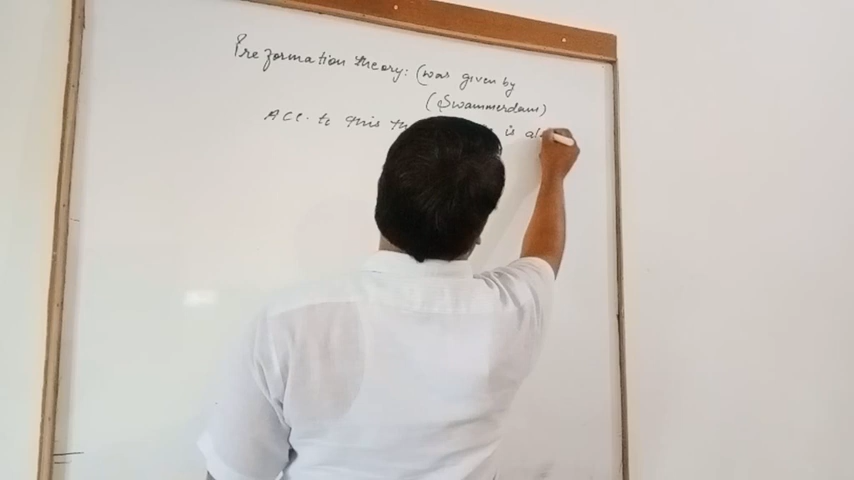 Preformation theory: (was given by
(Swammerdam)
Acc. to this is al